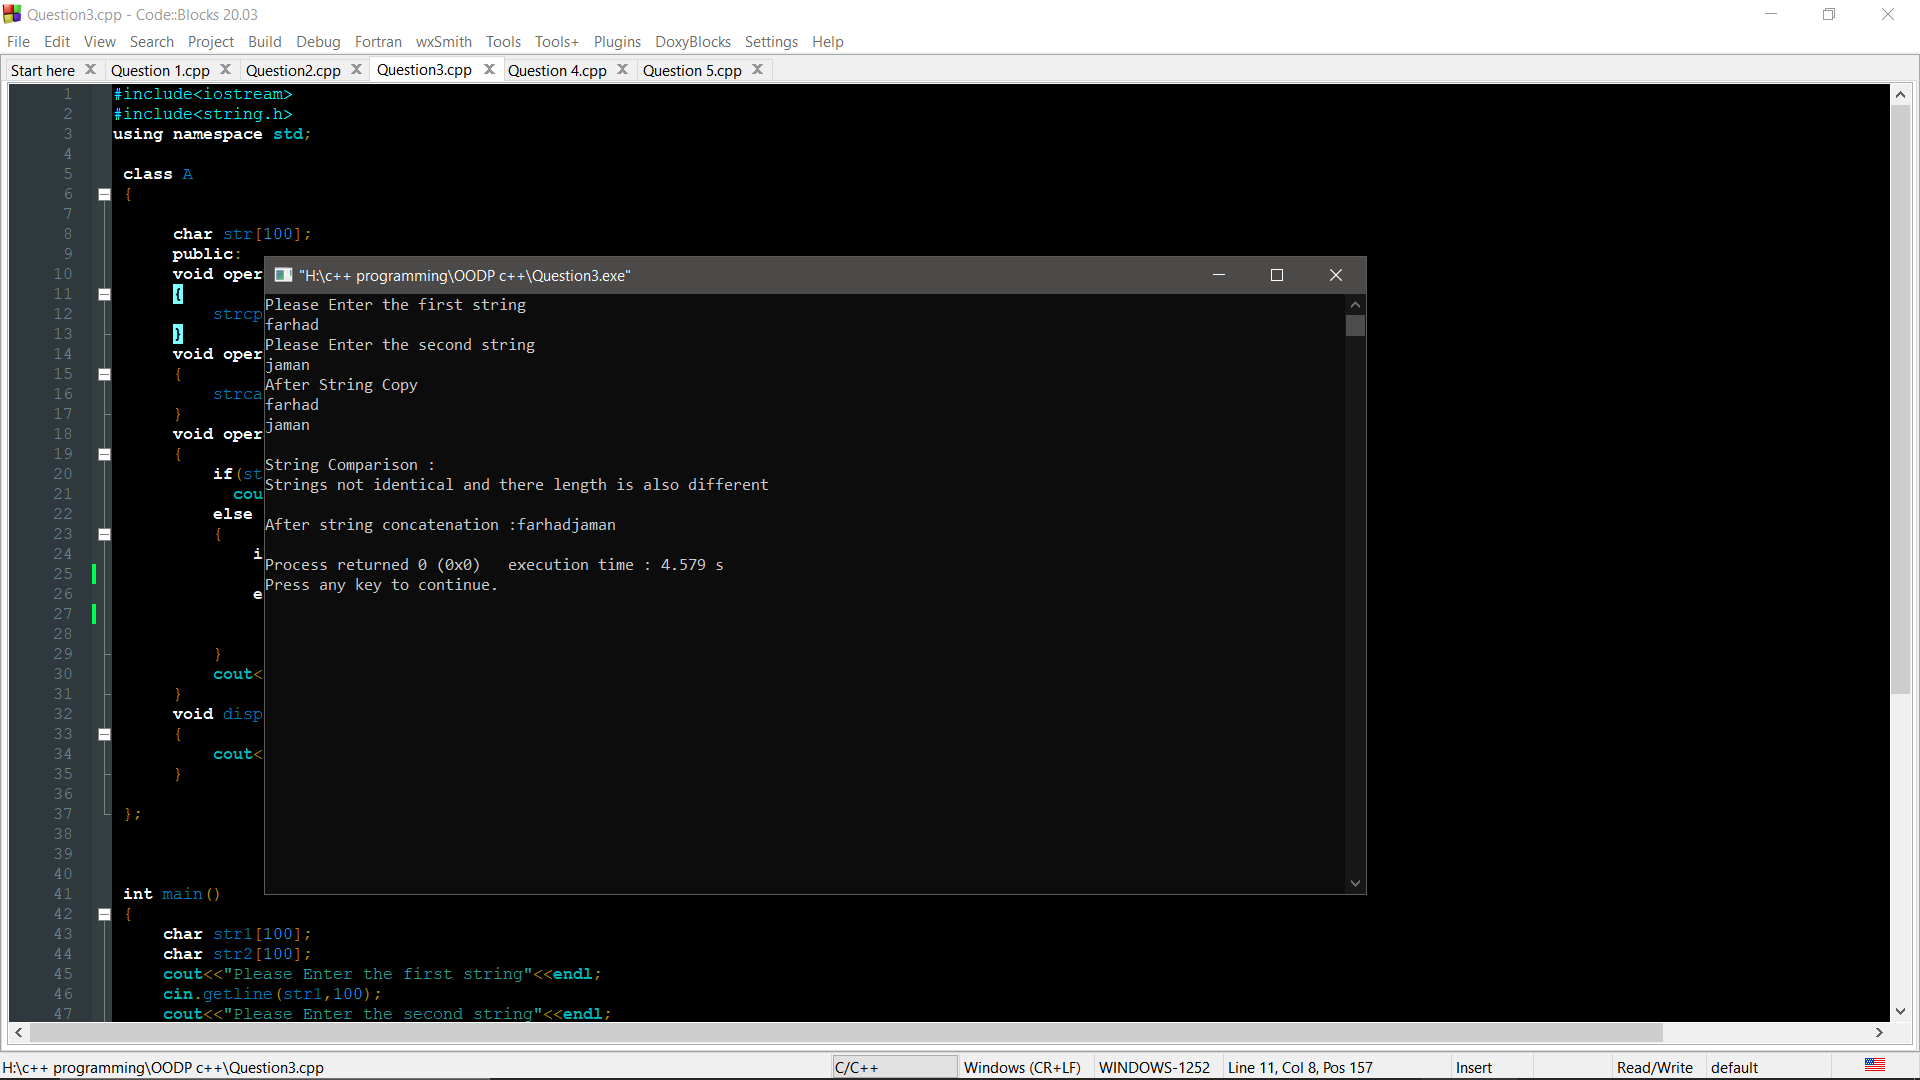 Question3.cpp - Code::Blocks 20.03
File Edit View Search Project Build Debug Fortran wxSmith Tools Tools+ Plugins DoxyBlocks Settings Help
Start here Question 1.cpp Question2.cpp Question3.cpp Question 4.cpp Question 5.cpp
1 #include<iostream>
2 #include<string.h>
3 using namespace std;
4
5 class A
6 {
7
8 char str[100];
9 public:
10 void oper
11 {
12 strcp
13 }
14 void oper
15 {
16 strca
17 }
18 void oper
19 {
20 if(st
21 cou
22 else
23 {
24 i
25
26 e
27
28
29 }
30 cout<
31 }
32 void disp
33 {
34 cout<
35 }
36
37 };
38
39
40
41 int main()
42 {
43 char str1[100];
44 char str2[100];
45 cout<<"Please Enter the first string"<<endl;
46 cin.getline(str1,100);
47 cout<<"Please Enter the second string"<<endl;
"H:\c++ programming\OODP c++\Question3.exe"
Please Enter the first string
farhad
Please Enter the second string
jaman
After String Copy
farhad
jaman
String Comparison :
Strings not identical and there length is also different
After string concatenation :farhadjaman
Process returned 0 (0x0)   execution time : 4.579 s
Press any key to continue.
H:\c++ programming\OODP c++\Question3.cpp C/C++ Windows (CR+LF) WINDOWS-1252 Line 11, Col 8, Pos 157 Insert Read/Write default